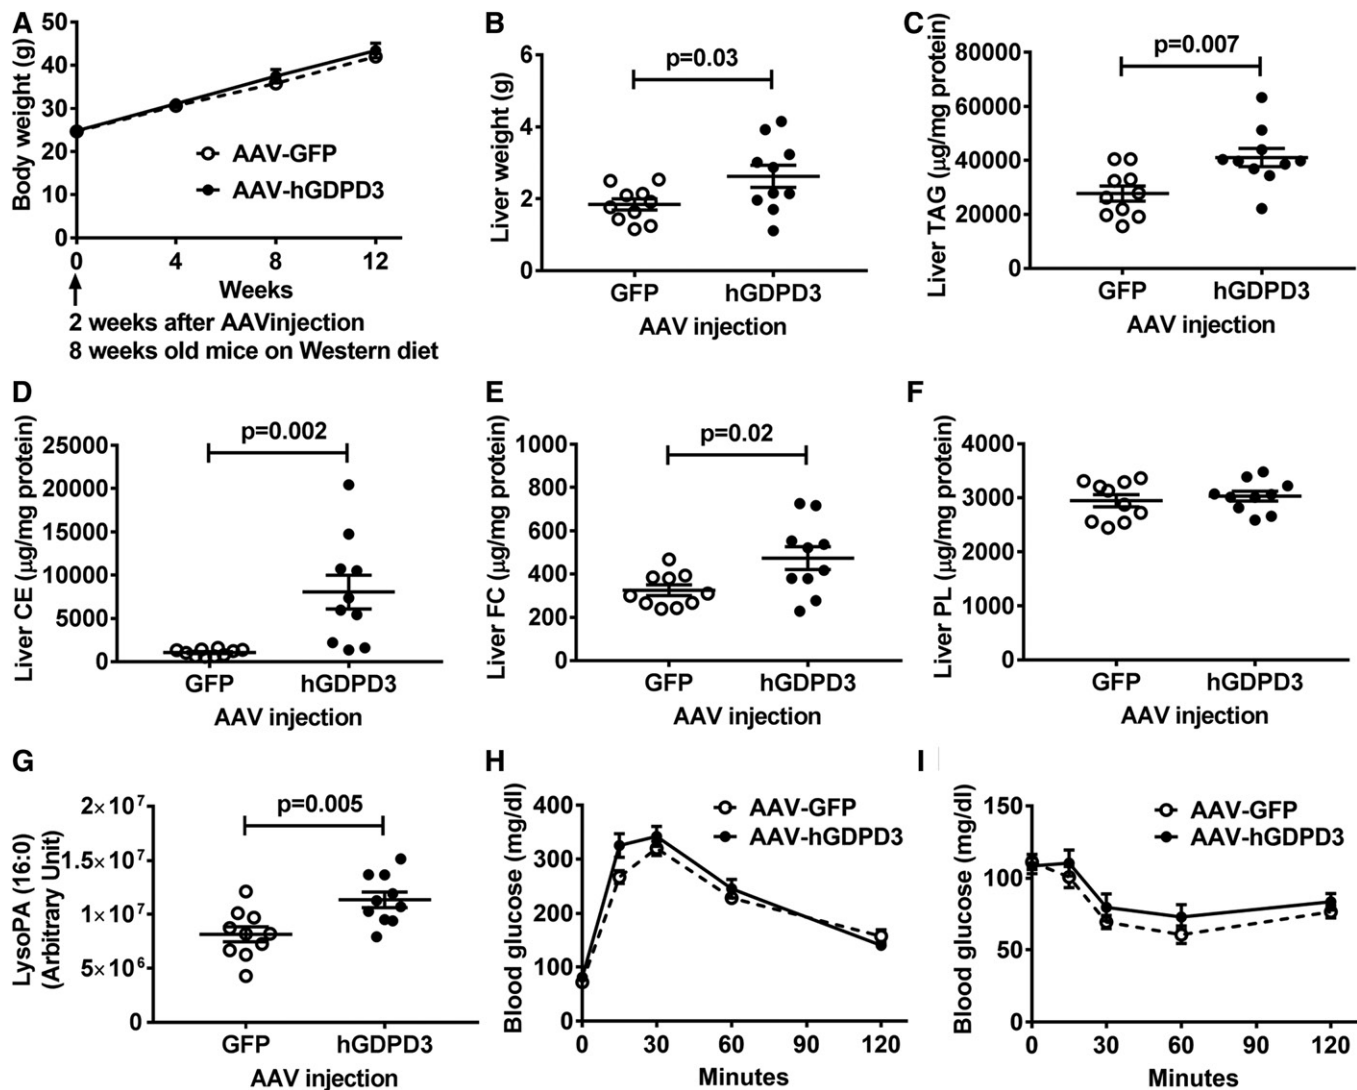 A
Body weight (g)
50
40
30
20
10
0
AAV-GFP
AAV-hGDPD3
0 4 8 12
Weeks
2 weeks after AAVinjection
8 weeks old mice on Western diet
B
Liver weight (g)
6
4
2
0
p=0.03
GFP hGDPD3
AAV injection
C
Liver TAG (μg/mg protein)
80000
60000
40000
20000
0
p=0.007
GFP hGDPD3
AAV injection
D
Liver CE (μg/mg protein)
25000
20000
15000
10000
5000
0
p=0.002
GFP hGDPD3
AAV injection
E
Liver FC (μg/mg protein)
1000
800
600
400
200
0
p=0.02
GFP hGDPD3
AAV injection
F
Liver PL (μg/mg protein)
4000
3000
2000
1000
0
GFP hGDPD3
AAV injection
G
LysoPA (16:0)
(Arbitrary Unit)
2×10⁷
1.5×10⁷
1×10⁷
5×10⁶
0
p=0.005
GFP hGDPD3
AAV injection
H
Blood glucose (mg/dl)
400
300
200
100
0
AAV-GFP
AAV-hGDPD3
0 30 60 90 120
Minutes
I
Blood glucose (mg/dl)
150
100
50
0
AAV-GFP
AAV-hGDPD3
0 30 60 90 120
Minutes